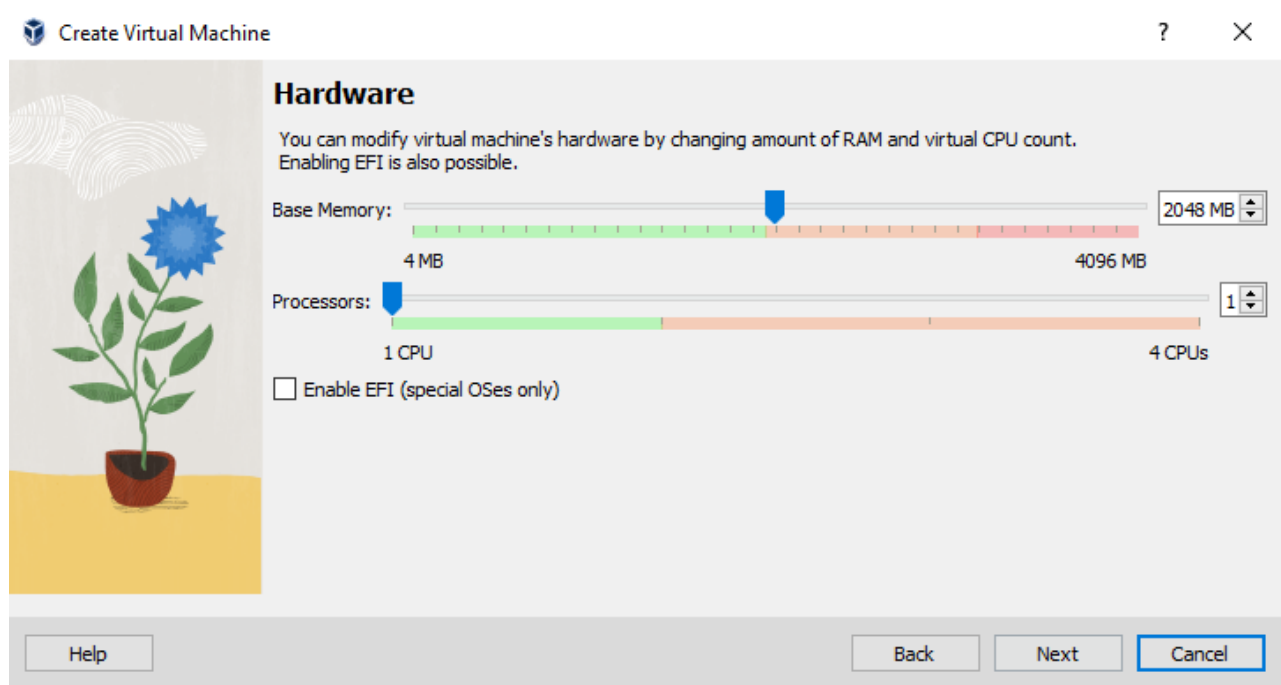 Create Virtual Machine
?
Hardware
You can modify virtual machine's hardware by changing amount of RAM and virtual CPU count.
Enabling EFI is also possible.
Base Memory: 2048 MB
4 MB 4096 MB
Processors: 1
1 CPU 4 CPUs
Enable EFI (special OSes only)
Help Back Next Cancel